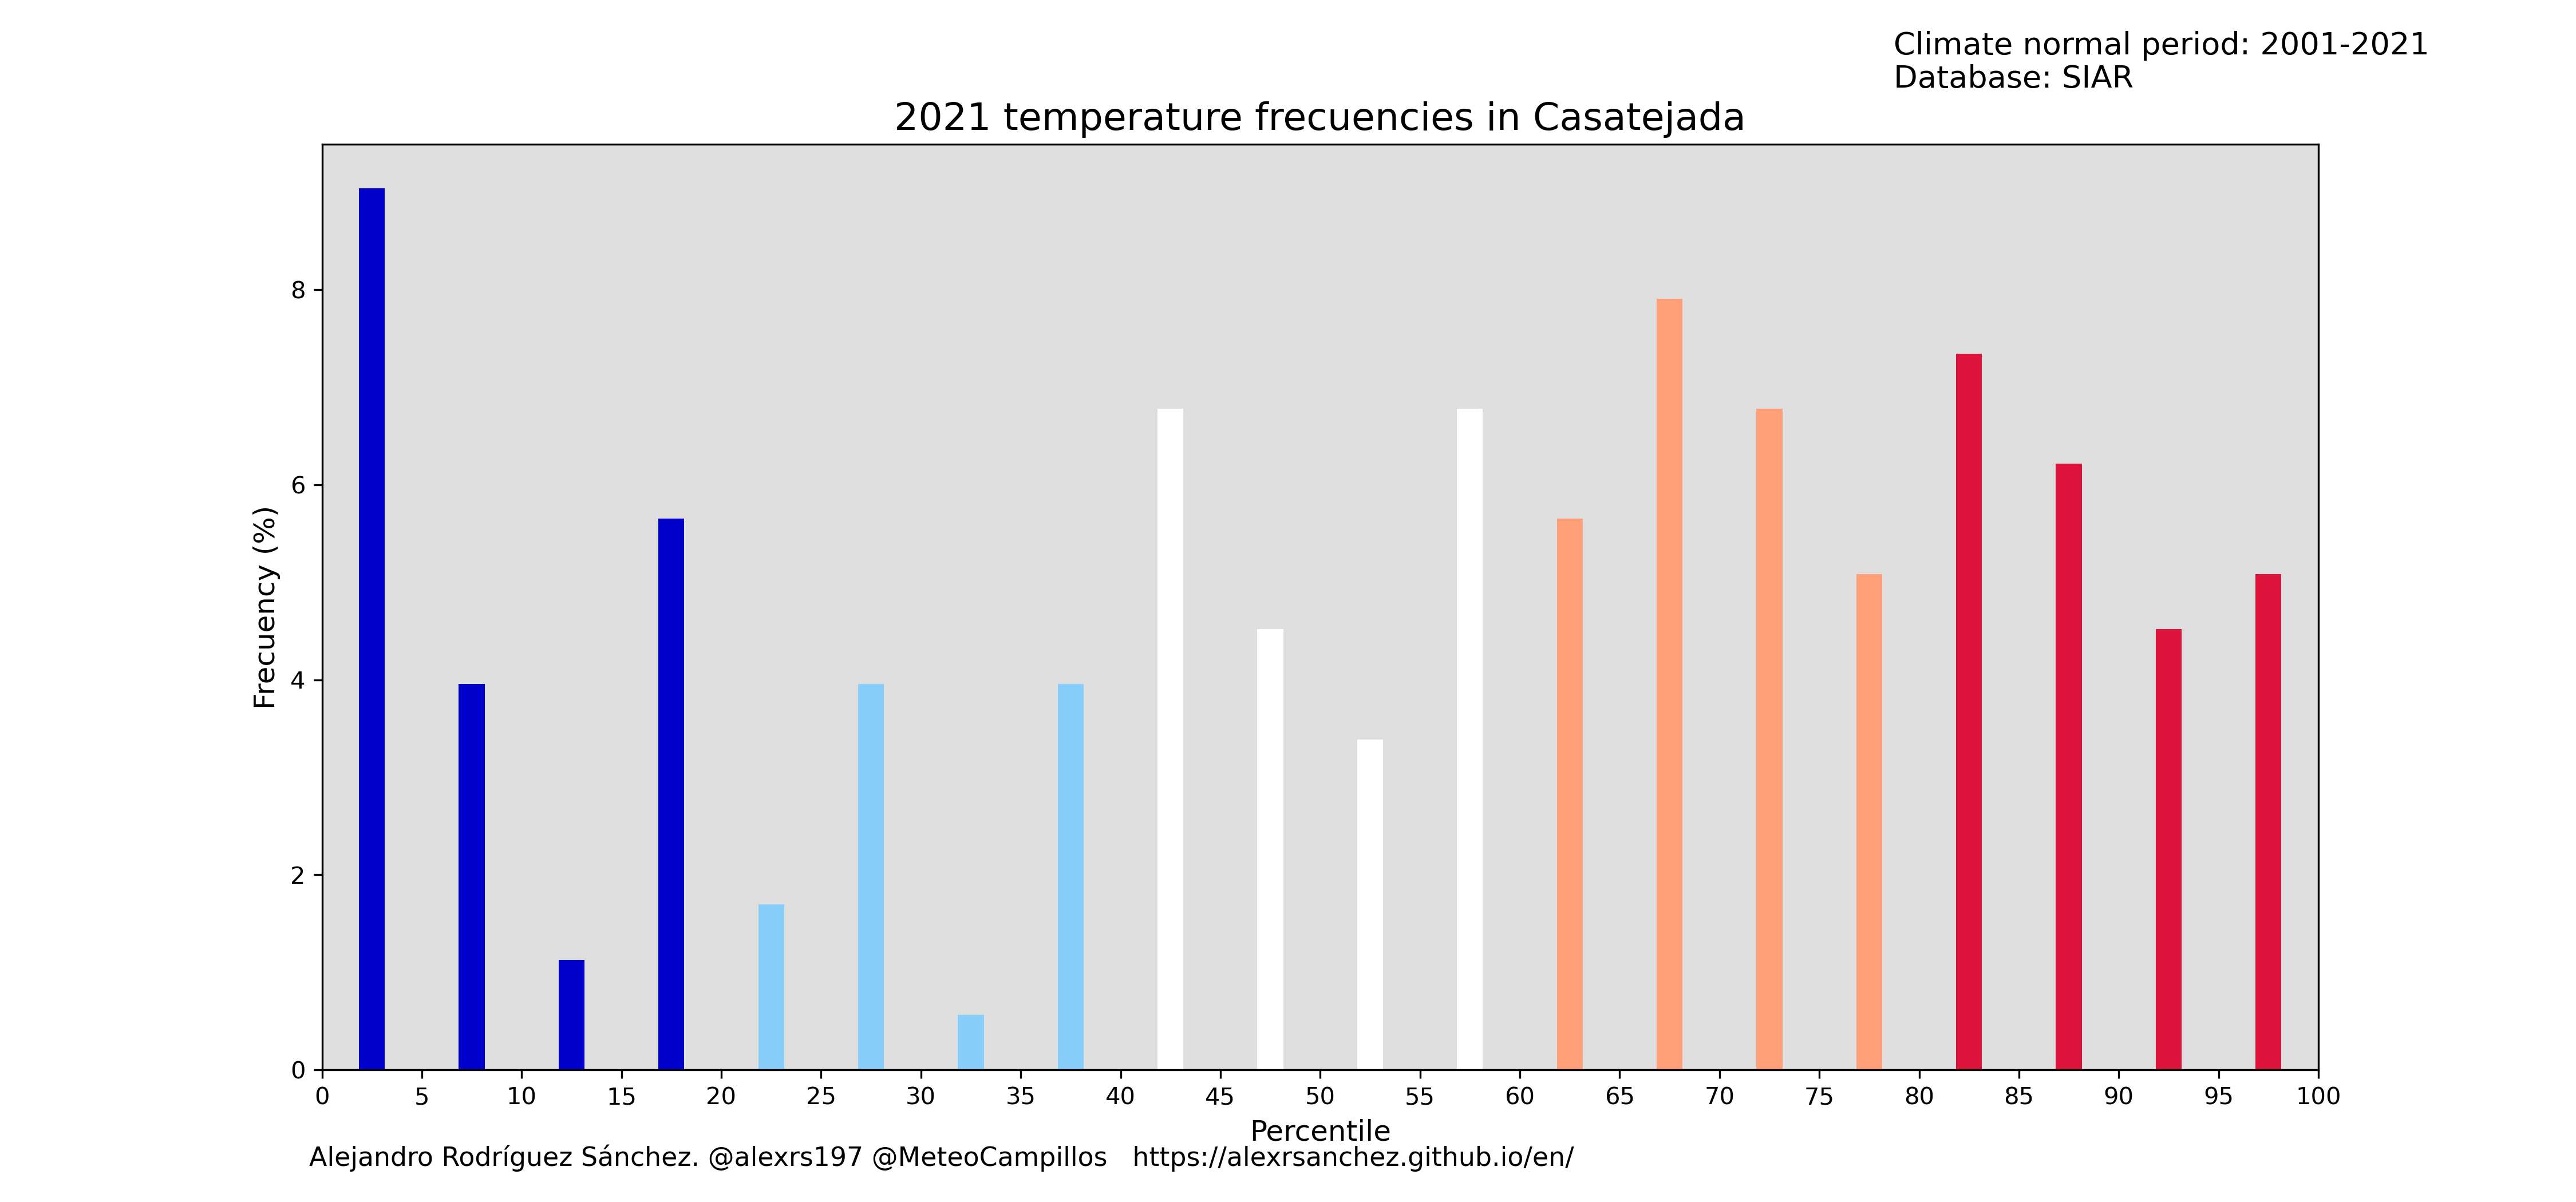 Climate normal period: 2001-2021
Database: SIAR
2021 temperature frecuencies in Casatejada
Frecuency (%)
8
6
4
2
0
0 5 10 15 20 25 30 35 40 45 50 55 60 65 70 75 80 85 90 95 100
Percentile
Alejandro Rodríguez Sánchez. @alexrs197 @MeteoCampillos https://alexrsanchez.github.io/en/